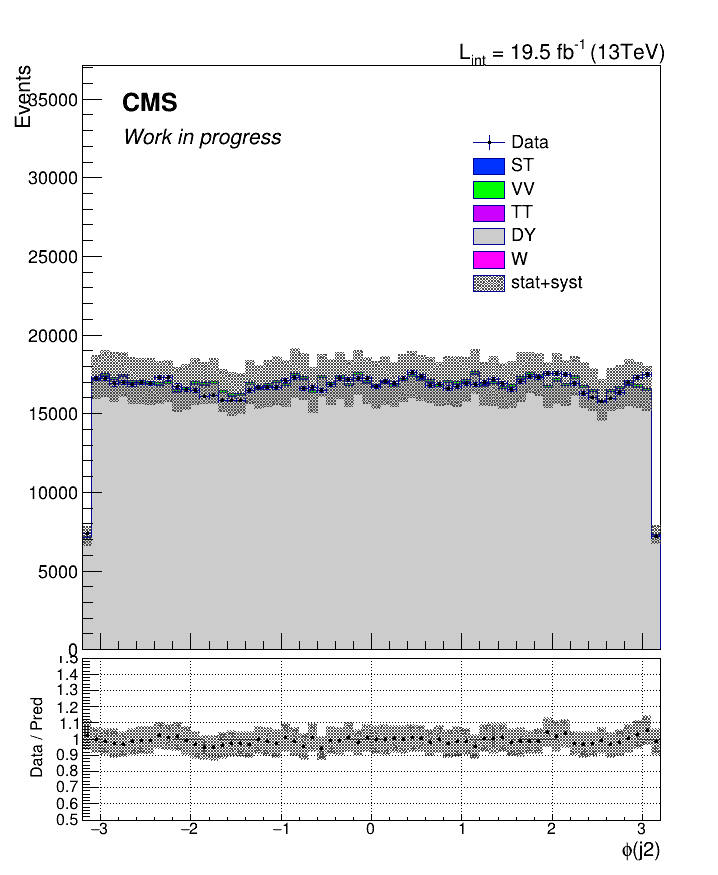 L_int = 19.5 fb^-1 (13TeV)
Events
CMS
Work in progress
35000
30000
25000
20000
15000
10000
5000
0
Data
ST
VV
TT
DY
W
stat+syst
Data / Pred
1.5
1.4
1.3
1.2
1.1
1
0.9
0.8
0.7
0.6
0.5
−3 −2 −1 0 1 2 3
ϕ(j2)